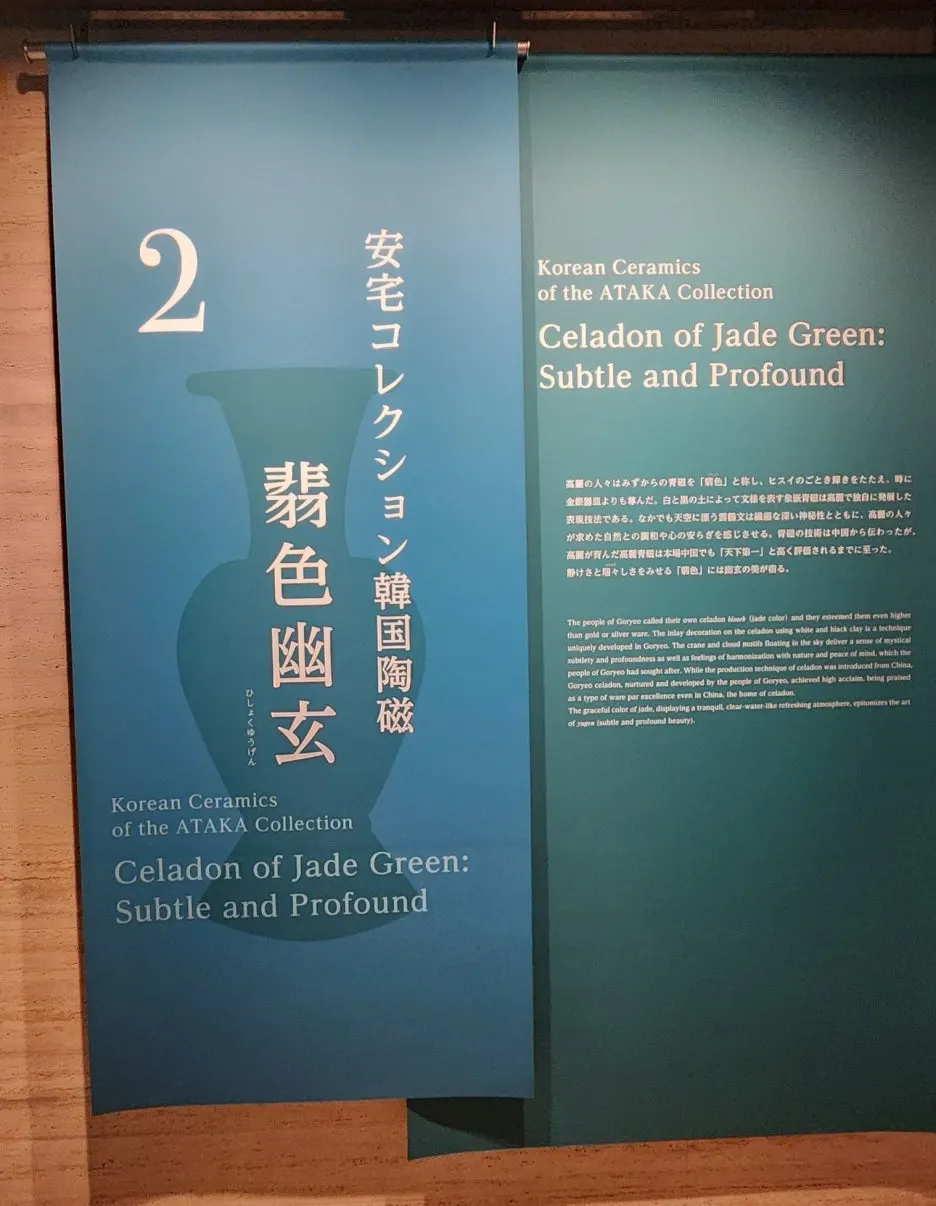 2
安宅コレクション韓国陶磁
翡色幽玄
ひしょくゆうげん
Korean Ceramics
of the ATAKA Collection
Celadon of Jade Green:
Subtle and Profound
Korean Ceramics
of the ATAKA Collection
Celadon of Jade Green:
Subtle and Profound
高麗の人々はみずからの青磁を「翡色」と称し、ヒスイのごとき輝きをたたえ、時に
金銀器皿よりも尊んだ。白と黒の土によって文様を表す象嵌青磁は高麗で独自に発展した
表現技法である。なかでも天空に漂う雲鶴文は繊細な深い神秘性とともに、高麗の人々
が求めた自然との調和や心の安らぎを感じさせる。青磁の技術は中国から伝わったが、
高麗が育んだ高麗青磁は本場中国でも「天下第一」と高く評価されるまでに至った。
静けさと瑞々しさをみせる「翡色」には幽玄の美が宿る。
The people of Goryeo called their own celadon (jade color) and they esteemed them even higher
than gold or silver ware. The inlay decoration on the celadon using white and black clay is a technique
uniquely developed in Goryeo. The crane and cloud motifs floating in the sky deliver a sense of mystical
subtlety and profoundness as well as feelings of harmonization with nature and peace of mind, which the
people of Goryeo had sought after. While the production technique of celadon was introduced from China,
Goryeo celadon, nurtured and developed by the people of Goryeo, achieved high acclaim, being praised
as a type of ware par excellence even in China, the home of celadon.
The graceful color of jade, displaying a tranquil, clear-water-like refreshing atmosphere, epitomizes the art
of yugen (subtle and profound beauty).